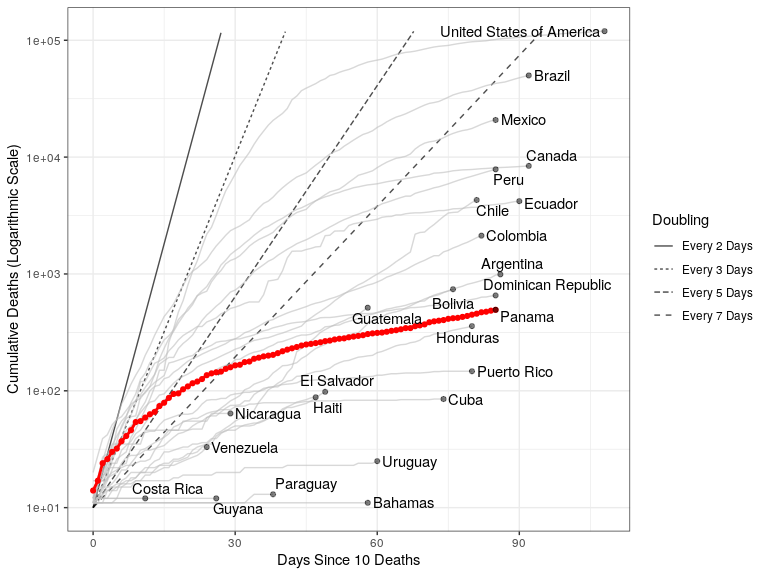 United States of America
1e+05
Brazil
Mexico
Canada
1e+04
Peru
Chile
Ecuador
Colombia
Argentina
1e+03
Dominican Republic
Bolivia
Guatemala
Panama
Honduras
Puerto Rico
El Salvador
1e+02
Cuba
Haiti
Nicaragua
Venezuela
Uruguay
Paraguay
Costa Rica
Bahamas
Guyana
1e+01
0
30
60
90
Days Since 10 Deaths
Cumulative Deaths (Logarithmic Scale)
Doubling
Every 2 Days
Every 3 Days
Every 5 Days
Every 7 Days